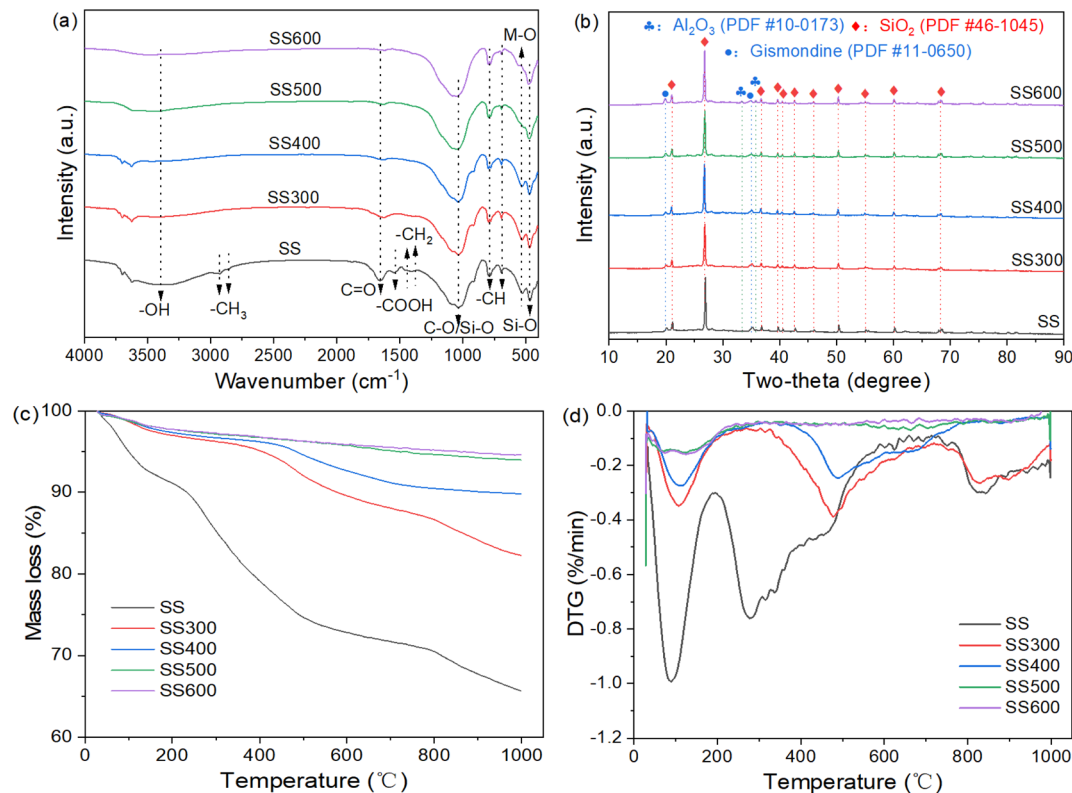 (a)
M-O
SS600
SS500
SS400
SS300
-CH₂
SS
-OH
-CH₃
C=O
-COOH
-CH
C-O/Si-O
Si-O
Intensity (a.u.)
4000 3500 3000 2500 2000 1500 1000 500
Wavenumber (cm⁻¹)
(b)
♣: Al₂O₃ (PDF #10-0173) ♦: SiO₂ (PDF #46-1045)
●: Gismondine (PDF #11-0650)
SS600
SS500
SS400
SS300
SS
Intensity (a.u.)
10 20 30 40 50 60 70 80 90
Two-theta (degree)
(c)
100
90
80
70
60
Mass loss (%)
SS
SS300
SS400
SS500
SS600
0 200 400 600 800 1000
Temperature (℃)
(d)
0.0
-0.2
-0.4
-0.6
-0.8
-1.0
-1.2
DTG (%/min)
SS
SS300
SS400
SS500
SS600
0 100 200 300 400 500 600 700 800 900 1000
Temperature (℃)